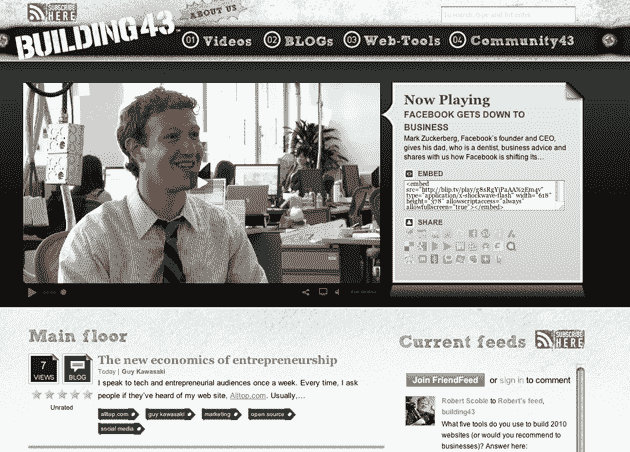 SUBSCRIBE
HERE
ABOUT US
BUILDING43
01 Videos 02 BLOGs 03 Web-Tools 04 Community43
Now Playing
FACEBOOK GETS DOWN TO
BUSINESS
Mark Zuckerberg, Facebook's founder and CEO,
gives his dad, who is a dentist, business advice and
shares with us how Facebook is shifting its...
EMBED
<embed
type="application/x-shockwave-flash" width="618"
height="378" allowscriptaccess="always"
allowfullscreen="true"></embed>
SHARE
Main floor
7
VIEWS
BLOG
Unrated
The new economics of entrepreneurship
Today | Guy Kawasaki
I speak to tech and entrepreneurial audiences once a week. Every time, I ask
people if they've heard of my web site, Alltop.com. Usually,...
alltop.com guy kawasaki marketing open source
social media
Current feeds
SUBSCRIBE
HERE
Join FriendFeed or sign in to comment
Robert Scoble to Robert's feed,
building43
What five tools do you use to build 2010
websites (or would you recommend to
businesses)? Answer here: